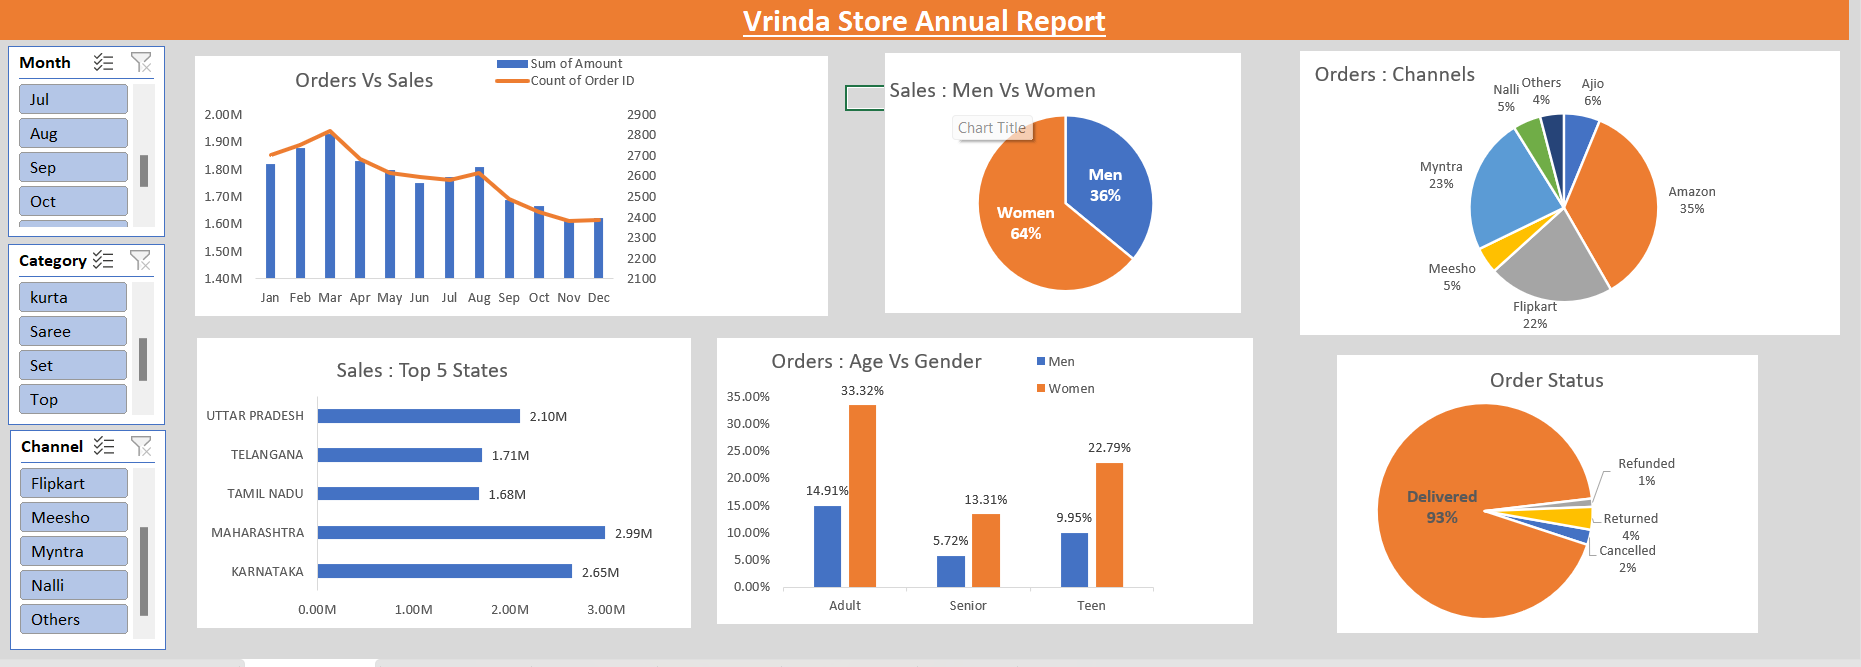 Vrinda Store Annual Report
Month
Jul
Aug
Sep
Oct
Category
kurta
Saree
Set
Top
Channel
Flipkart
Meesho
Myntra
Nalli
Others
Orders Vs Sales
Sum of Amount
Count of Order ID
2.00M
1.90M
1.80M
1.70M
1.60M
1.50M
1.40M
2900
2800
2700
2600
2500
2400
2300
2200
2100
Jan Feb Mar Apr May Jun Jul Aug Sep Oct Nov Dec
Sales : Men Vs Women
Chart Title
Men
36%
Women
64%
Orders : Channels
Ajio
6%
Amazon
35%
Flipkart
22%
Meesho
5%
Myntra
23%
Nalli
5%
Others
4%
Sales : Top 5 States
UTTAR PRADESH 2.10M
TELANGANA 1.71M
TAMIL NADU 1.68M
MAHARASHTRA 2.99M
KARNATAKA 2.65M
0.00M 1.00M 2.00M 3.00M
Orders : Age Vs Gender
Men
Women
35.00%
30.00%
25.00%
20.00%
15.00%
10.00%
5.00%
0.00%
14.91% 33.32%
5.72% 13.31%
9.95% 22.79%
Adult Senior Teen
Order Status
Delivered
93%
Refunded
1%
Returned
4%
Cancelled
2%